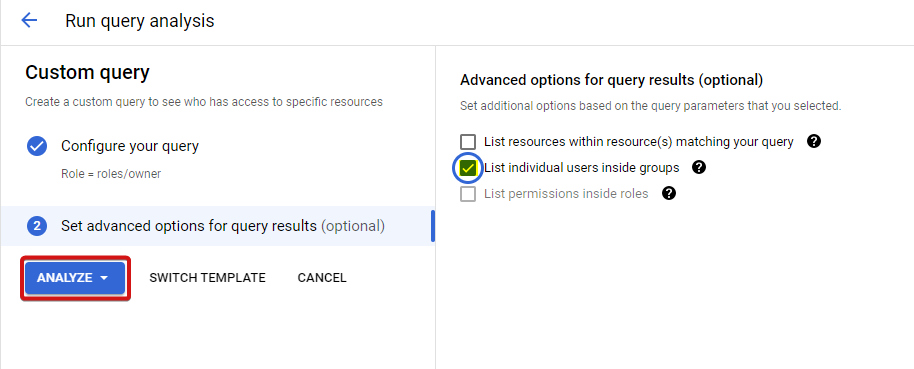 Run query analysis
Custom query
Create a custom query to see who has access to specific resources
Configure your query
Role = roles/owner
2 Set advanced options for query results (optional)
ANALYZE SWITCH TEMPLATE CANCEL
Advanced options for query results (optional)
Set additional options based on the query parameters that you selected.
List resources within resource(s) matching your query ?
List individual users inside groups ?
List permissions inside roles ?